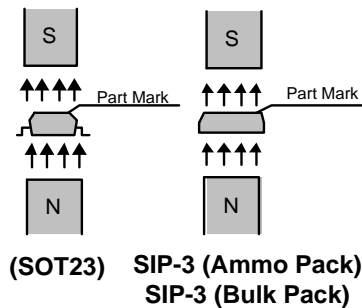 S
S
Part Mark
Part Mark
N
N
(SOT23)
SIP-3 (Ammo Pack)
SIP-3 (Bulk Pack)